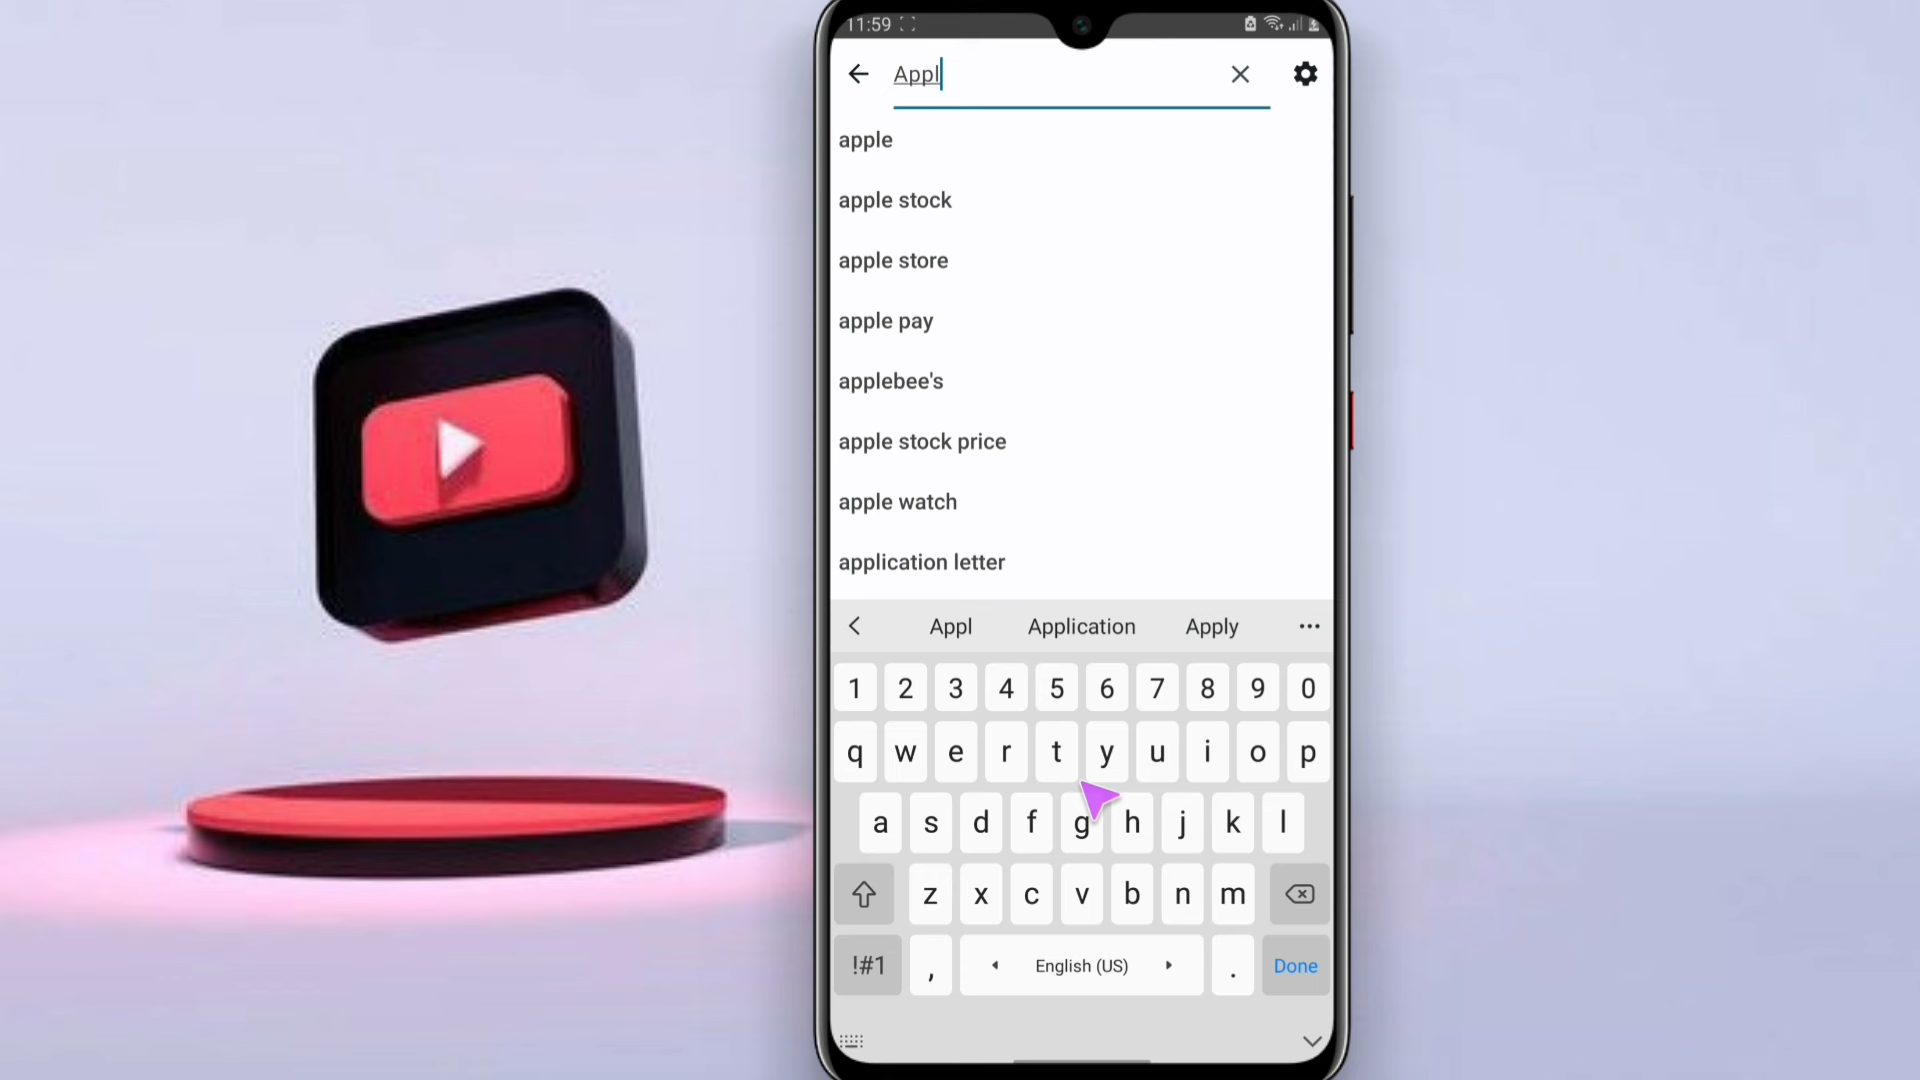 11:59
Appl
apple
apple stock
apple store
apple pay
applebee's
apple stock price
apple watch
application letter
Appl Application Apply
1 2 3 4 5 6 7 8 9 0
q w e r t y u i o p
a s d f g h j k l
z x c v b n m
!#1 , English (US) . Done